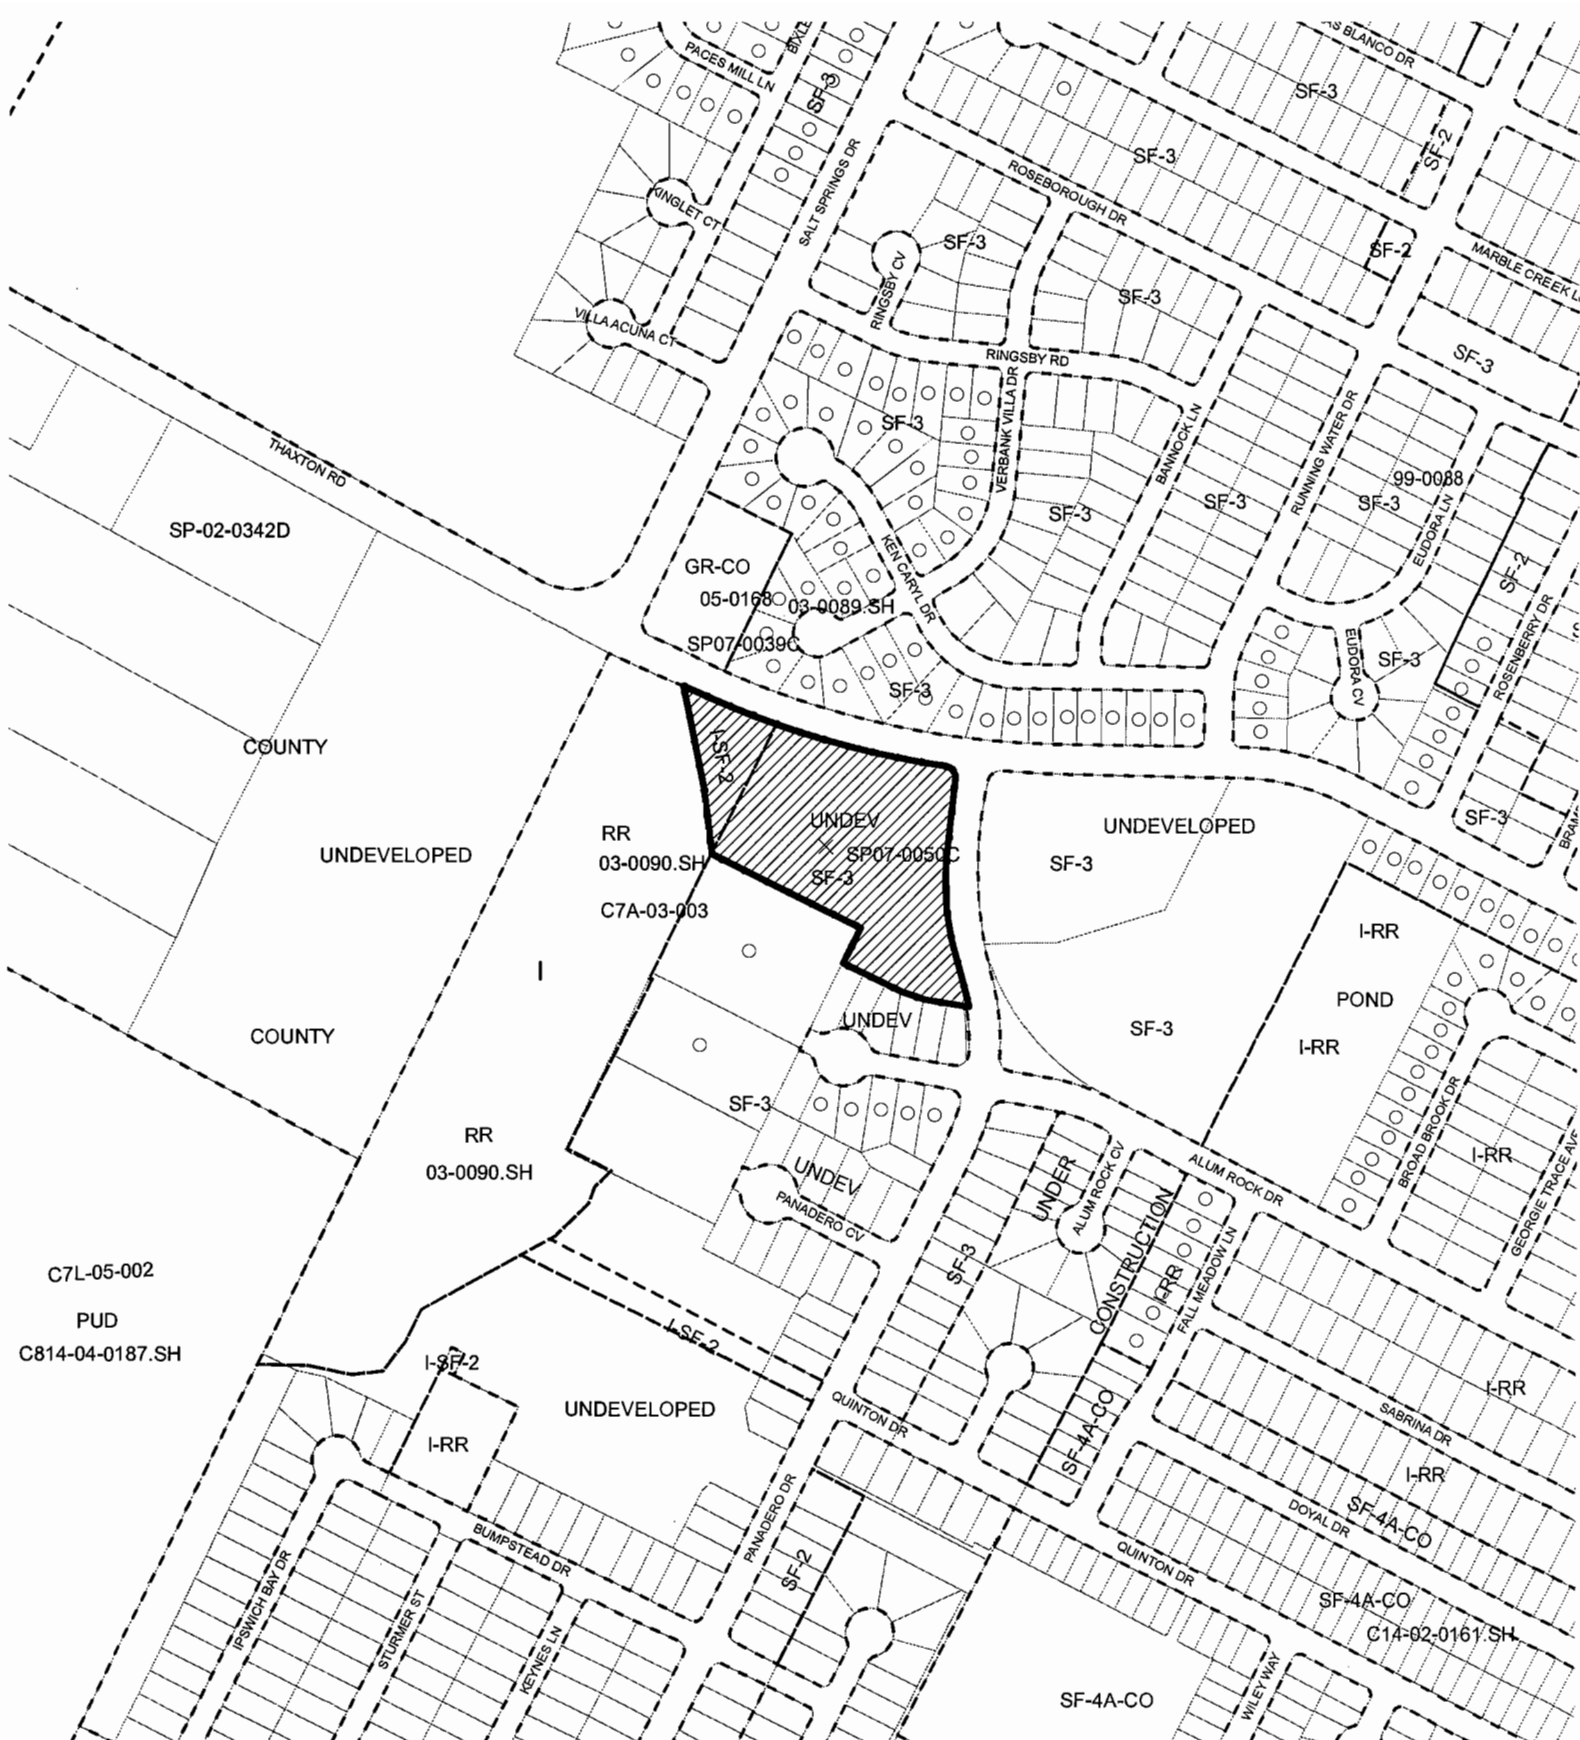 PACES MILL LN
SF-3
SF-3
SF-2
SF-3
SALT SPRINGS DR
ROSEBOROUGH DR
KINGLET CT
SF-3
SF-2
RINGSBY CV
SF-3
VILLA ACUNA CT
RINGSBY RD
SF-3
THAXTON RD
SF-3
VERBANK VILLA DR
BANNOCK LN
RUNNING WATER DR
99-0088
SF-3
SF-3
SF-3
EUDORA LN
SP-02-0342D
KEN CARYL DR
SF-2
GR-CO
05-0168
03-0089.SH
SP07-0039C
ROSENBERRY DR
EUDORA CV
SF-3
SF-3
COUNTY
I-SF-2
UNDEV
SP07-0050C
SF-3
UNDEVELOPED
SF-3
SF-3
RR
03-0090.SH
UNDEVELOPED
C7A-03-003
I
I-RR
POND
I-RR
UNDEV
SF-3
COUNTY
SF-3
RR
03-0090.SH
UNDEV
PANADERO CV
UNDER
CONSTRUCTION
ALUM ROCK CV
ALUM ROCK DR
BROAD BROOK DR
I-RR
GEORGIE TRACE AVE
SF-3
I-RR
FALL MEADOW LN
C7L-05-002
PUD
C814-04-0187.SH
I-SF-2
I-SF-2
UNDEVELOPED
I-RR
QUINTON DR
SF-4A-CO
I-RR
SABRINA DR
I-RR
SF-4A-CO
DOYAL DR
PANADERO DR
BUMPSTEAD DR
SF-2
QUINTON DR
IPSWICH BAY DR
STURMER ST
KEYNES LN
SF-4A-CO
C14-02-0161.SH
SF-4A-CO
WILEY WAY